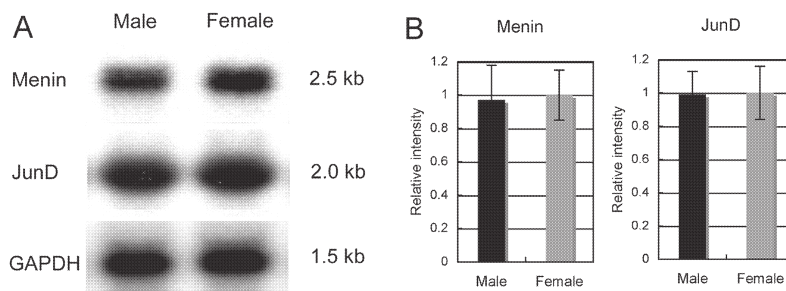 A
Male Female
Menin 2.5 kb
JunD 2.0 kb
GAPDH 1.5 kb
B
Menin
Relative intensity
1.2
1
0.8
0.6
0.4
0.2
0
Male Female
JunD
Relative intensity
1.2
1
0.8
0.6
0.4
0.2
0
Male Female